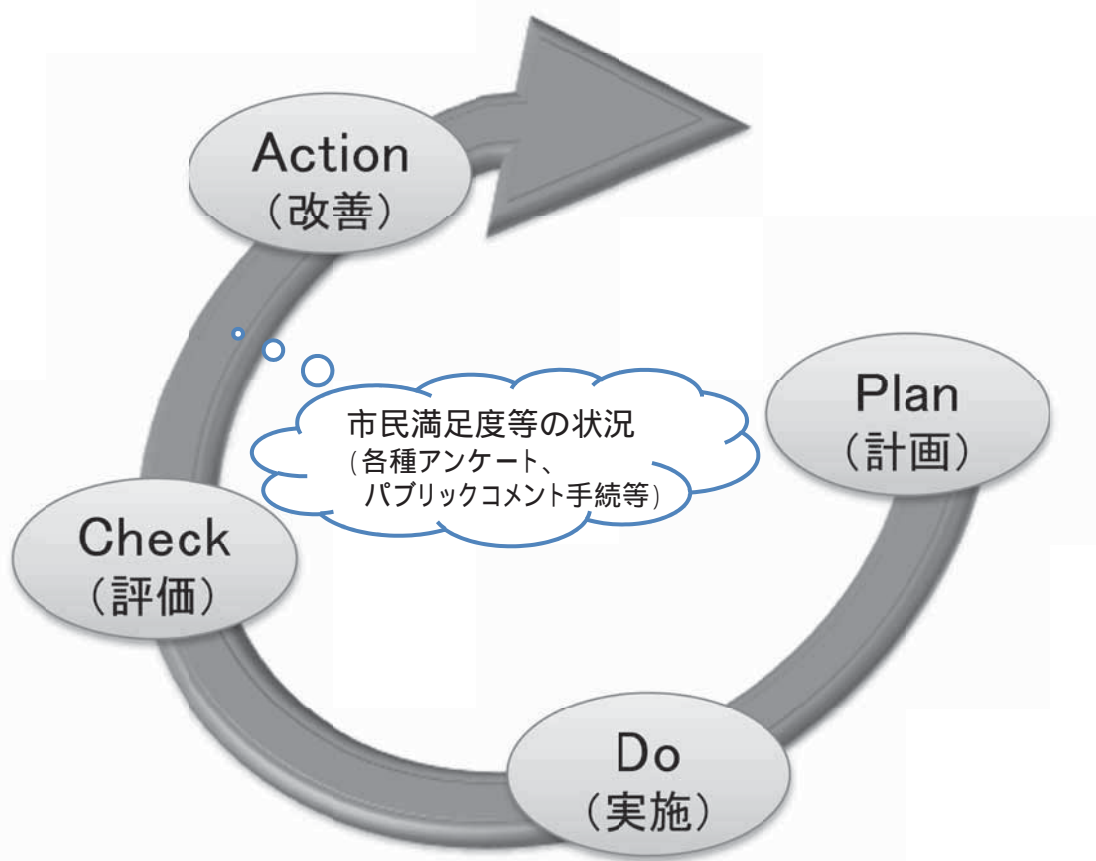 Action
（改善）
市民満足度等の状況
（各種アンケート、
パブリックコメント手続等）
Plan
（計画）
Check
（評価）
Do
（実施）